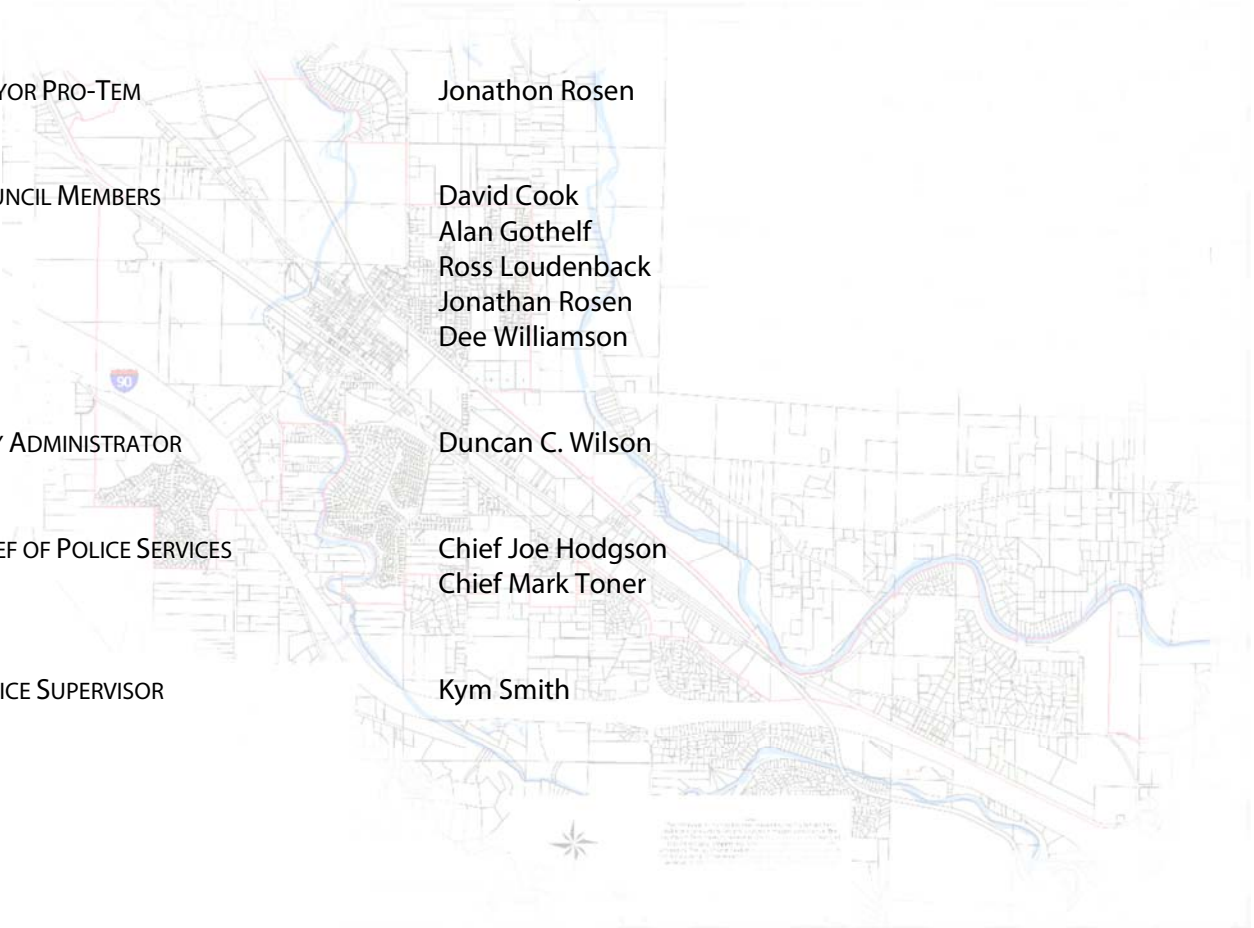 YOR PRO-TEM Jonathon Rosen
UNCIL MEMBERS David Cook
Alan Gothelf
Ross Loudenback
Jonathan Rosen
Dee Williamson
90
Y ADMINISTRATOR Duncan C. Wilson
EF OF POLICE SERVICES Chief Joe Hodgson
Chief Mark Toner
ICE SUPERVISOR Kym Smith